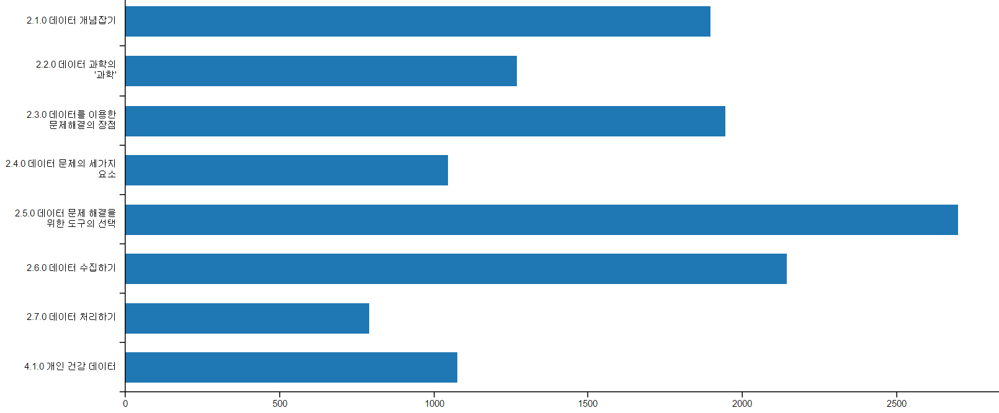 2.1.0 데이터 개념잡기
2.2.0 데이터 과학의
'과학'
2.3.0 데이터를 이용한
문제해결의 장점
2.4.0 데이터 문제의 세가지
요소
2.5.0 데이터 문제 해결을
위한 도구의 선택
2.6.0 데이터 수집하기
2.7.0 데이터 처리하기
4.1.0 개인 건강 데이터
0 500 1000 1500 2000 2500